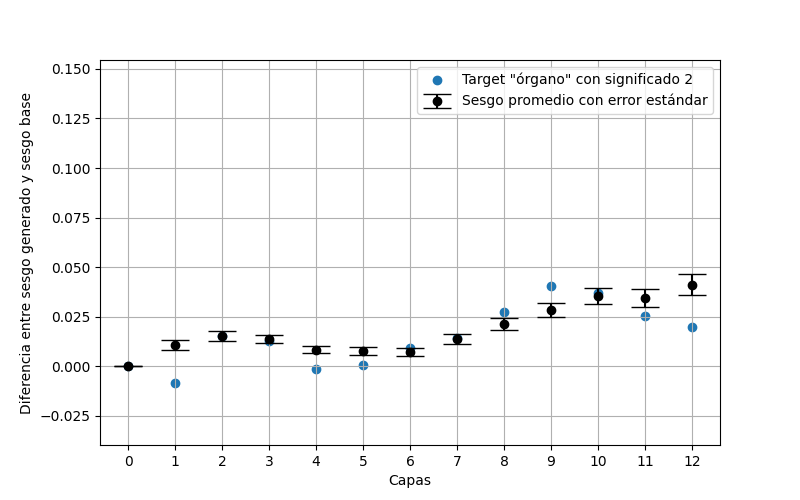 0.150
0.125
0.100
0.075
0.050
0.025
0.000
−0.025
Diferencia entre sesgo generado y sesgo base
Target "órgano" con significado 2
Sesgo promedio con error estándar
0 1 2 3 4 5 6 7 8 9 10 11 12
Capas